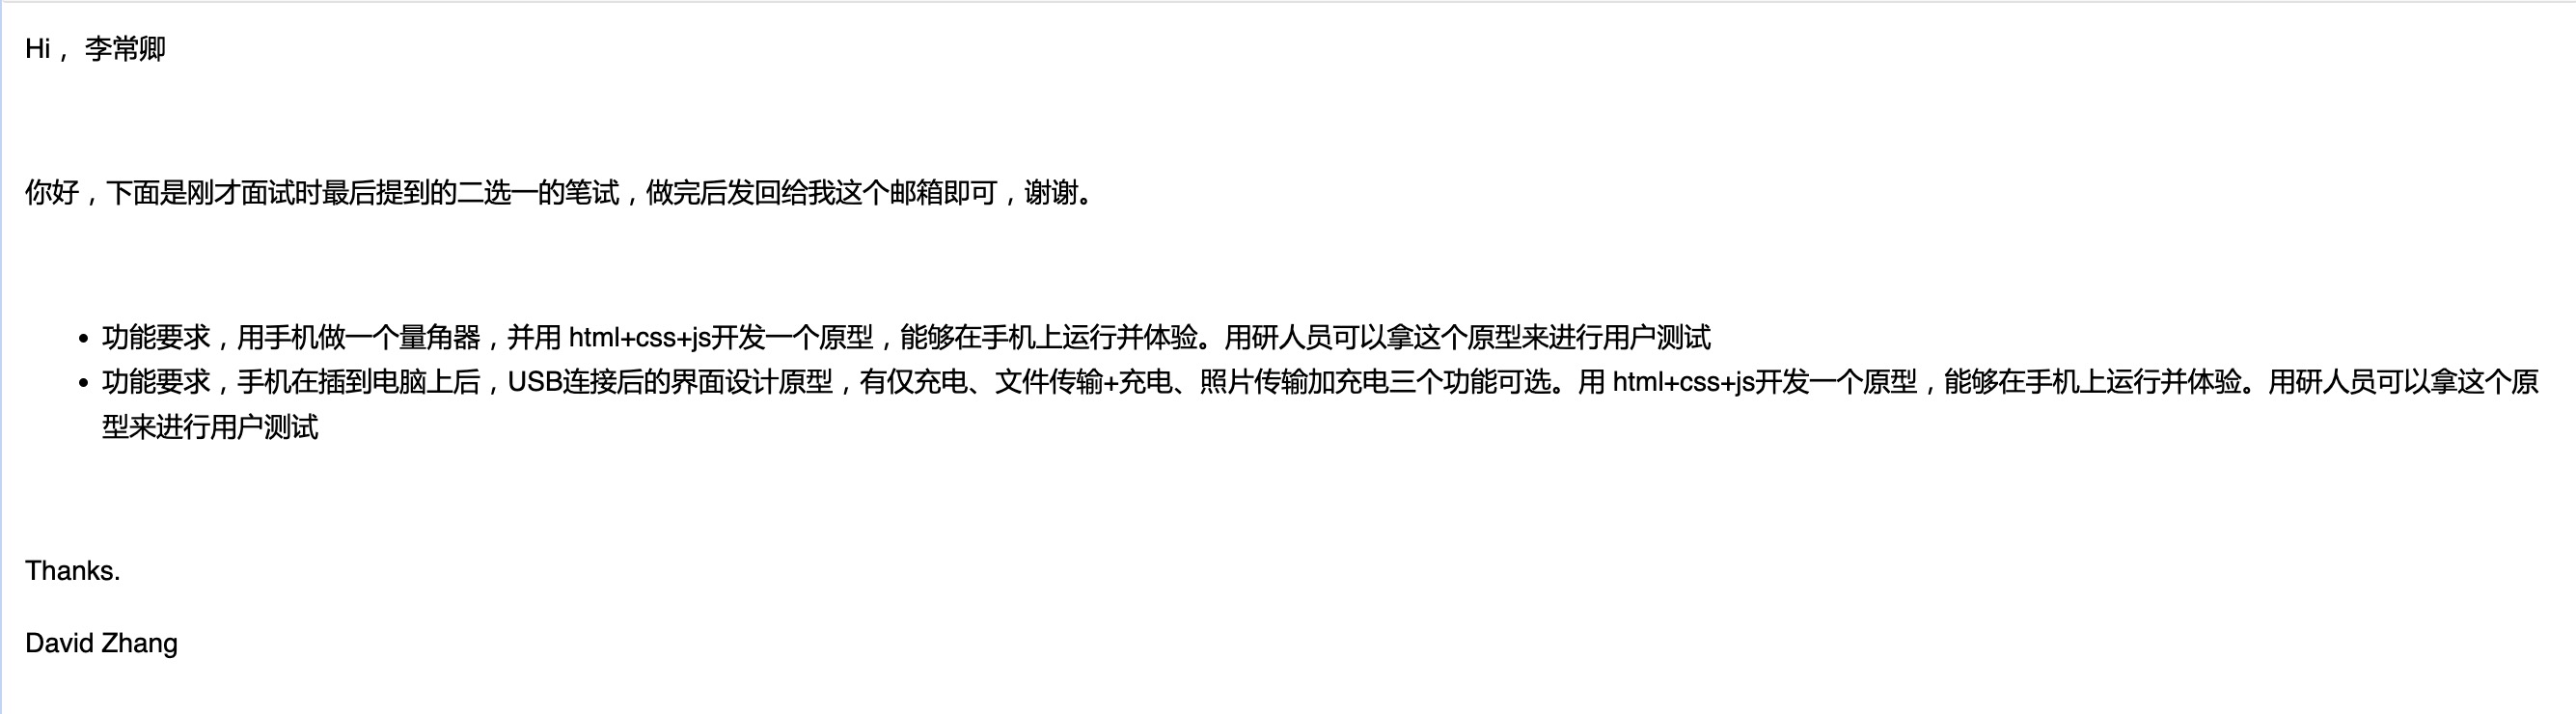 Hi， 李常卿
你好，下面是刚才面试时最后提到的二选一的笔试，做完后发回给我这个邮箱即可，谢谢。
• 功能要求，用手机做一个量角器，并用 html+css+js开发一个原型，能够在手机上运行并体验。用研人员可以拿这个原型来进行用户测试
• 功能要求，手机在插到电脑上后，USB连接后的界面设计原型，有仅充电、文件传输+充电、照片传输加充电三个功能可选。用 html+css+js开发一个原型，能够在手机上运行并体验。用研人员可以拿这个原
型来进行用户测试
Thanks.
David Zhang